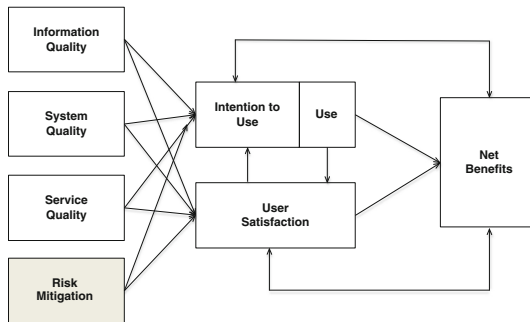 Information
Quality
System
Quality
Service
Quality
Risk
Mitigation
Intention to
Use
Use
User
Satisfaction
Net
Benefits